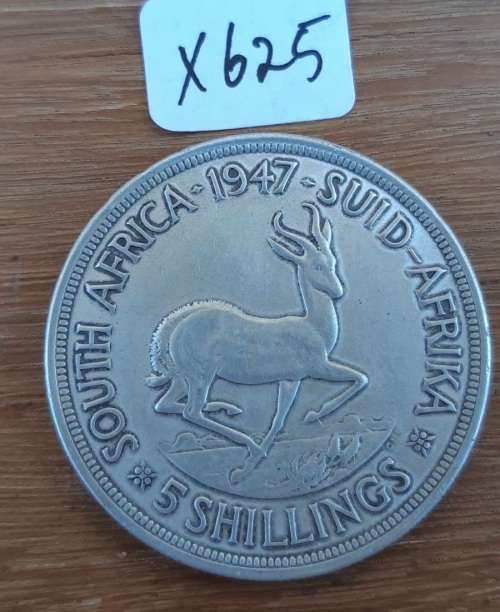 X625
SOUTH AFRICA · 1947 · SUID-AFRIKA
5 SHILLINGS